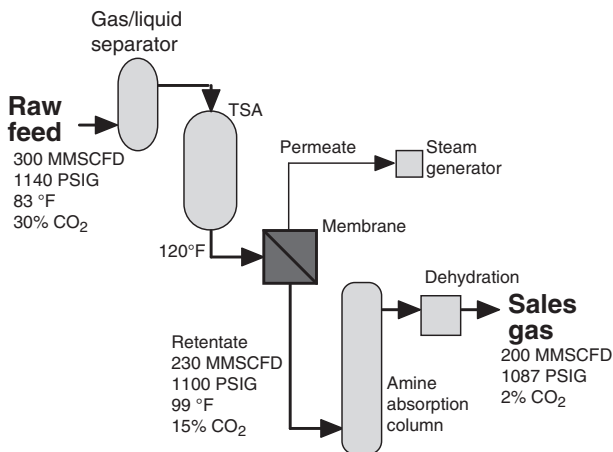 Gas/liquid
separator
Raw
feed
300 MMSCFD
1140 PSIG
83 °F
30% CO₂
TSA
120°F
Permeate
Steam
generator
Membrane
Retentate
230 MMSCFD
1100 PSIG
99 °F
15% CO₂
Amine
absorption
column
Dehydration
Sales
gas
200 MMSCFD
1087 PSIG
2% CO₂